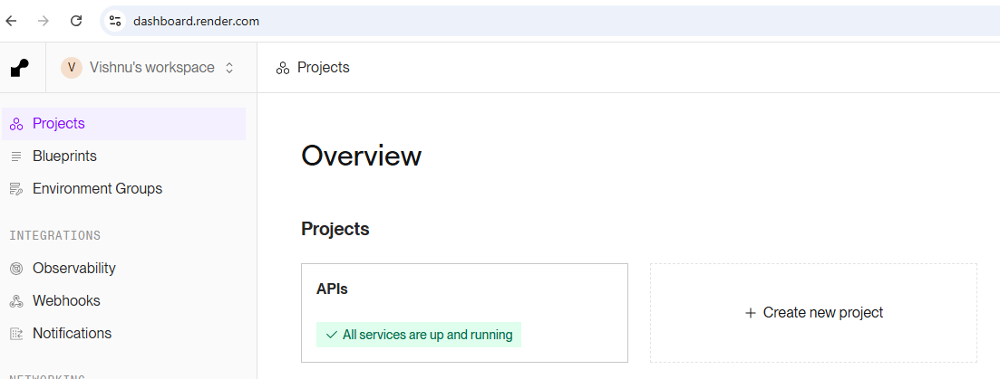 dashboard.render.com
V Vishnu's workspace
Projects
Projects
Blueprints
Environment Groups
INTEGRATIONS
Observability
Webhooks
Notifications
NETWORKING
Overview
Projects
APIs
All services are up and running
+ Create new project